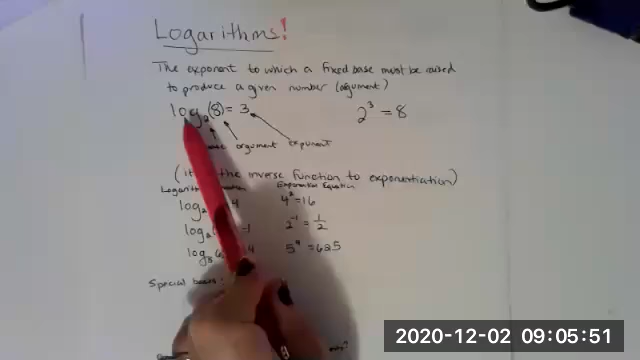 Logarithms!
The exponent to which a fixed base must be raised
to produce a given number (argument)
log₂(8) = 3
2³ = 8
argument exponent
the inverse function to exponentiation)
Exponential Equation
4² = 16
2⁻¹ = 1/2
5⁴ = 625
Special bases:
2020-12-02 09:05:51